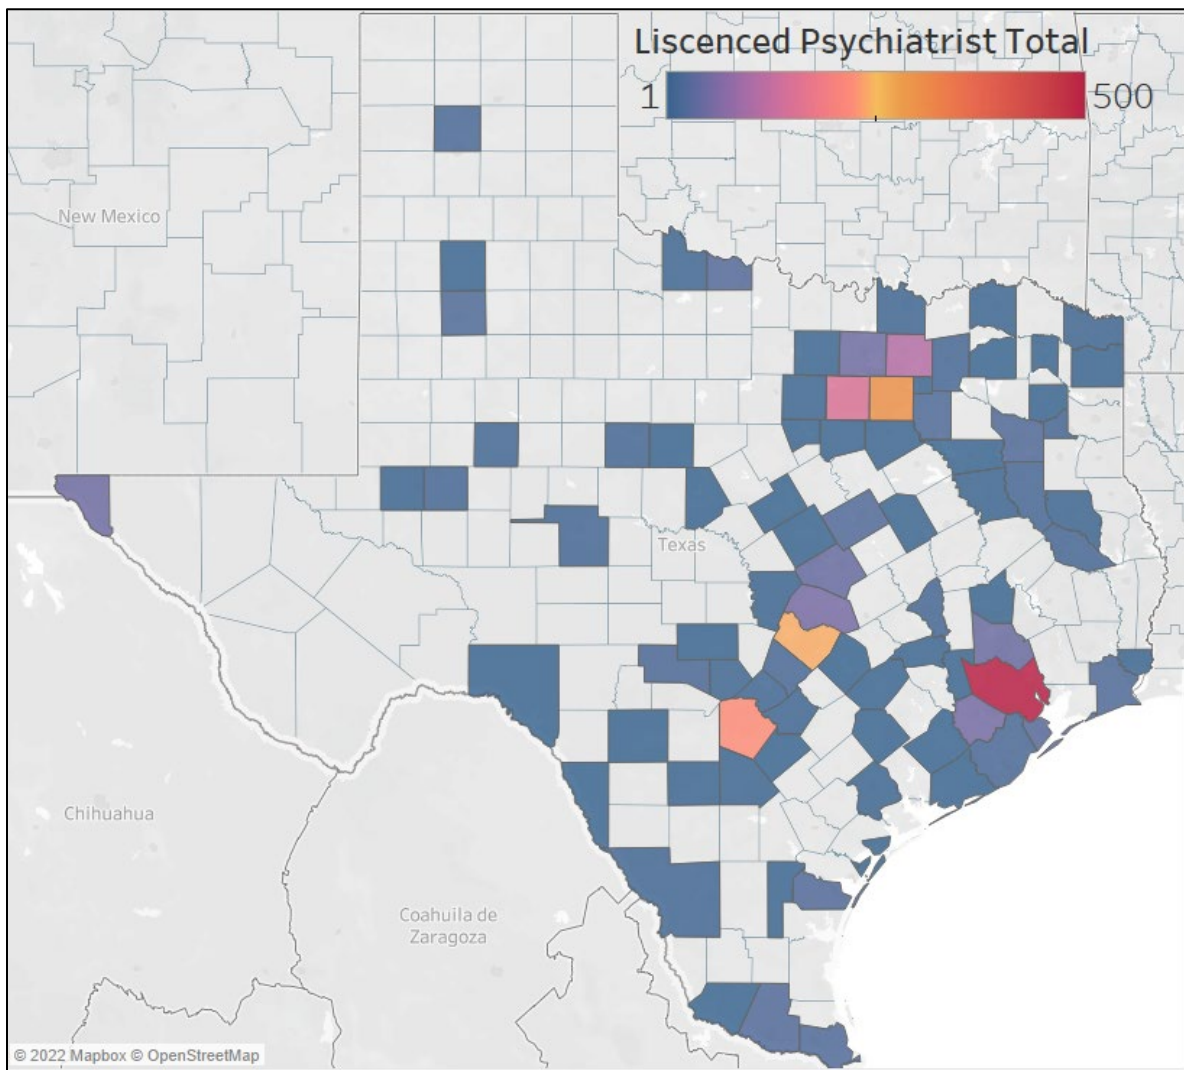 Liscenced Psychiatrist Total
1 500
New Mexico
Texas
Chihuahua
Coahuila de
Zaragoza
© 2022 Mapbox © OpenStreetMap